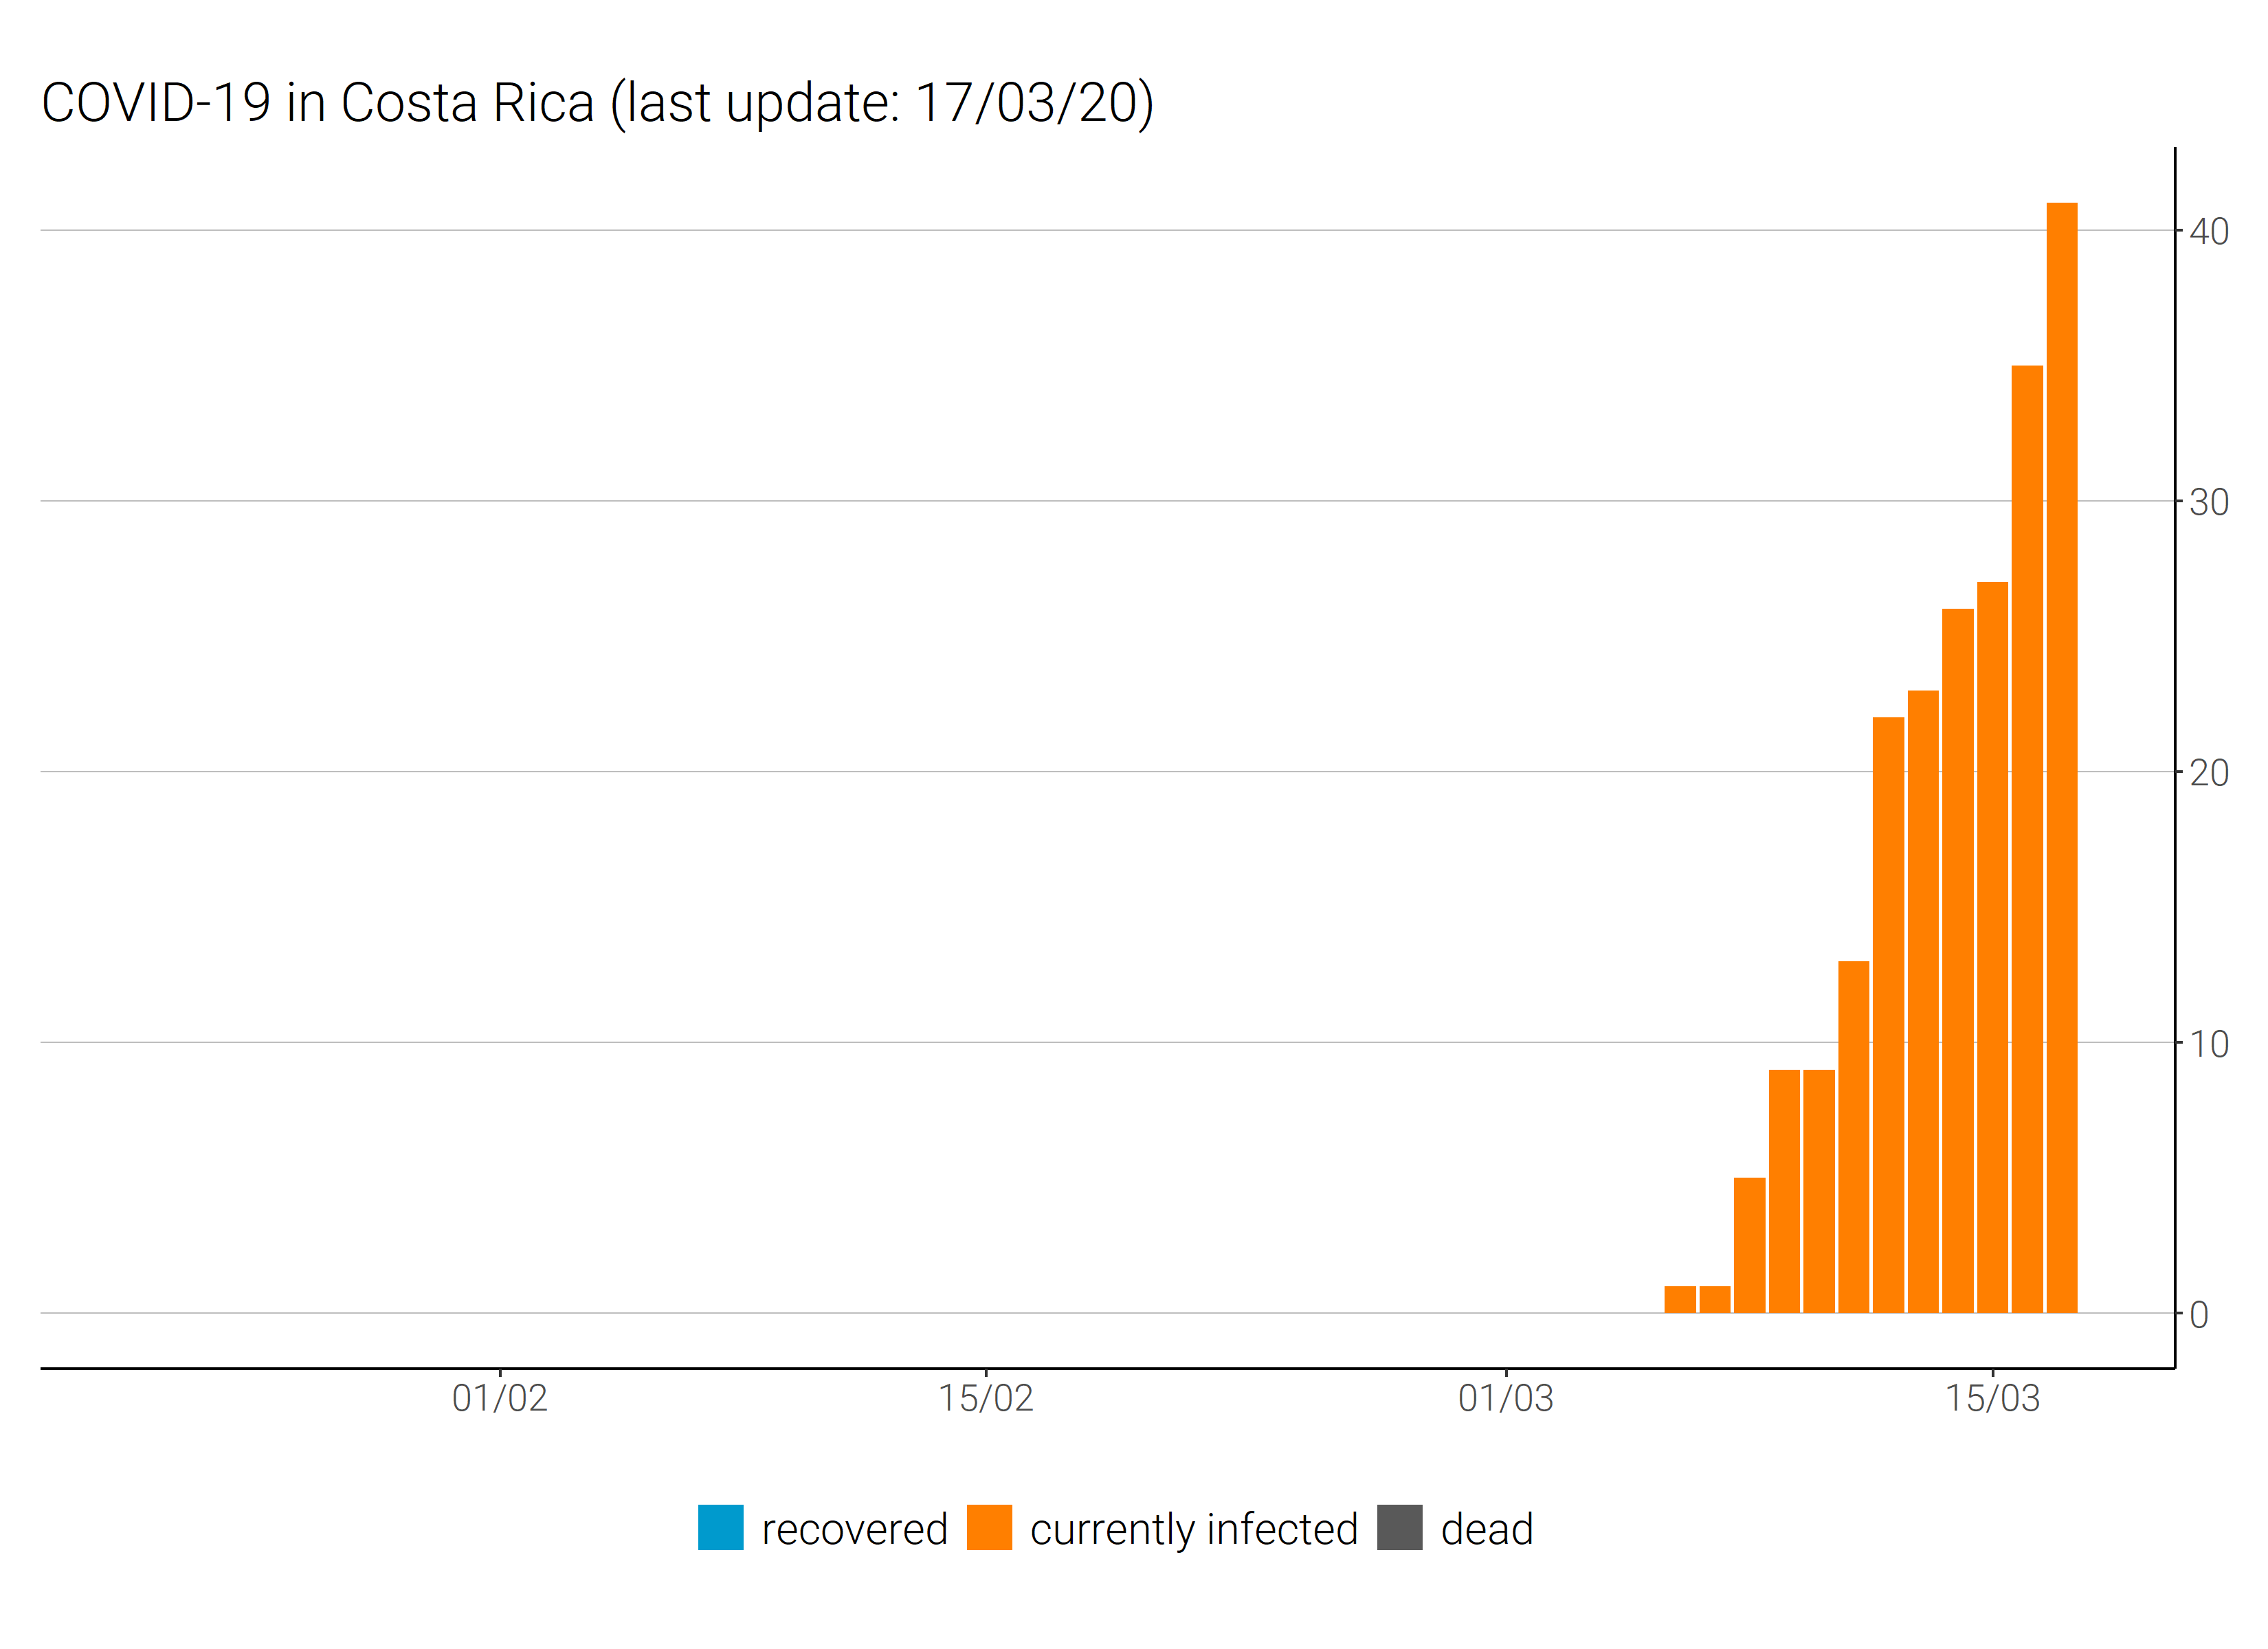 COVID-19 in Costa Rica (last update: 17/03/20)
40
30
20
10
0
01/02 15/02 01/03 15/03
recovered currently infected dead